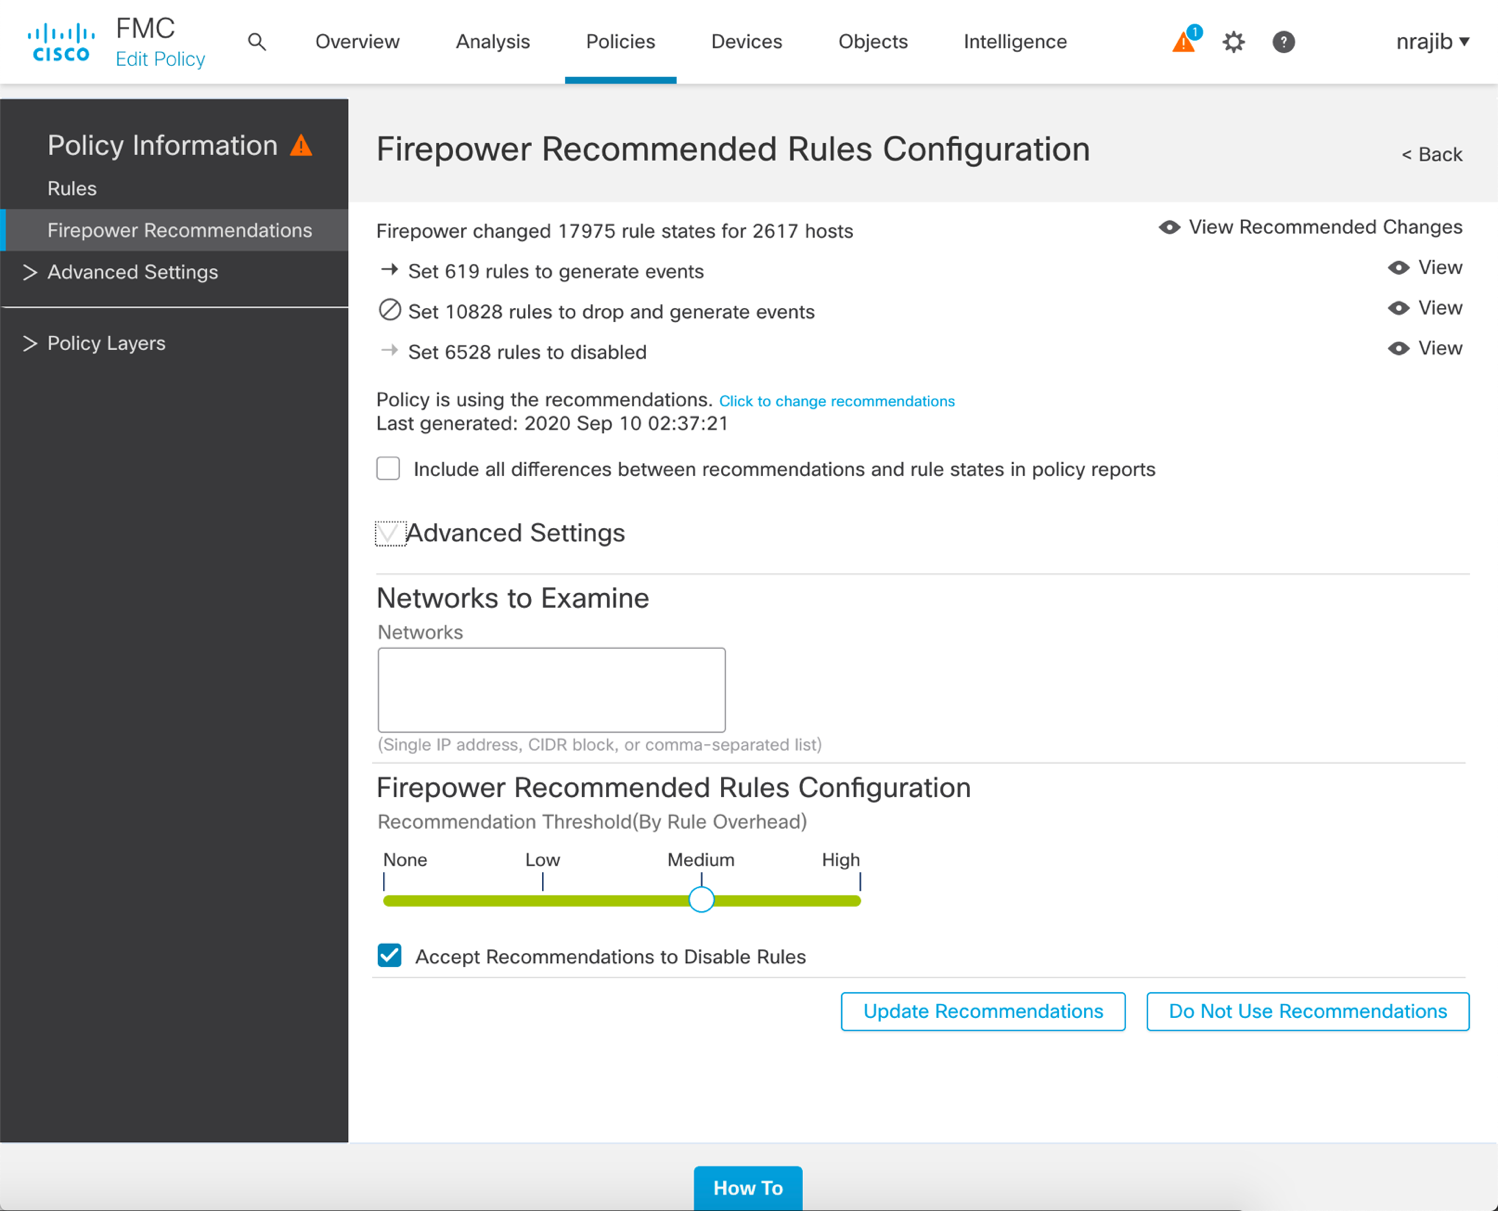 cisco
FMC
Edit Policy
Overview
Analysis
Policies
Devices
Objects
Intelligence
1
?
nrajib
Policy Information
Rules
Firepower Recommendations
> Advanced Settings
> Policy Layers
Firepower Recommended Rules Configuration
< Back
Firepower changed 17975 rule states for 2617 hosts
View Recommended Changes
Set 619 rules to generate events
View
Set 10828 rules to drop and generate events
View
Set 6528 rules to disabled
View
Policy is using the recommendations. Click to change recommendations
Last generated: 2020 Sep 10 02:37:21
Include all differences between recommendations and rule states in policy reports
Advanced Settings
Networks to Examine
Networks
(Single IP address, CIDR block, or comma-separated list)
Firepower Recommended Rules Configuration
Recommendation Threshold(By Rule Overhead)
None Low Medium High
Accept Recommendations to Disable Rules
Update Recommendations
Do Not Use Recommendations
How To